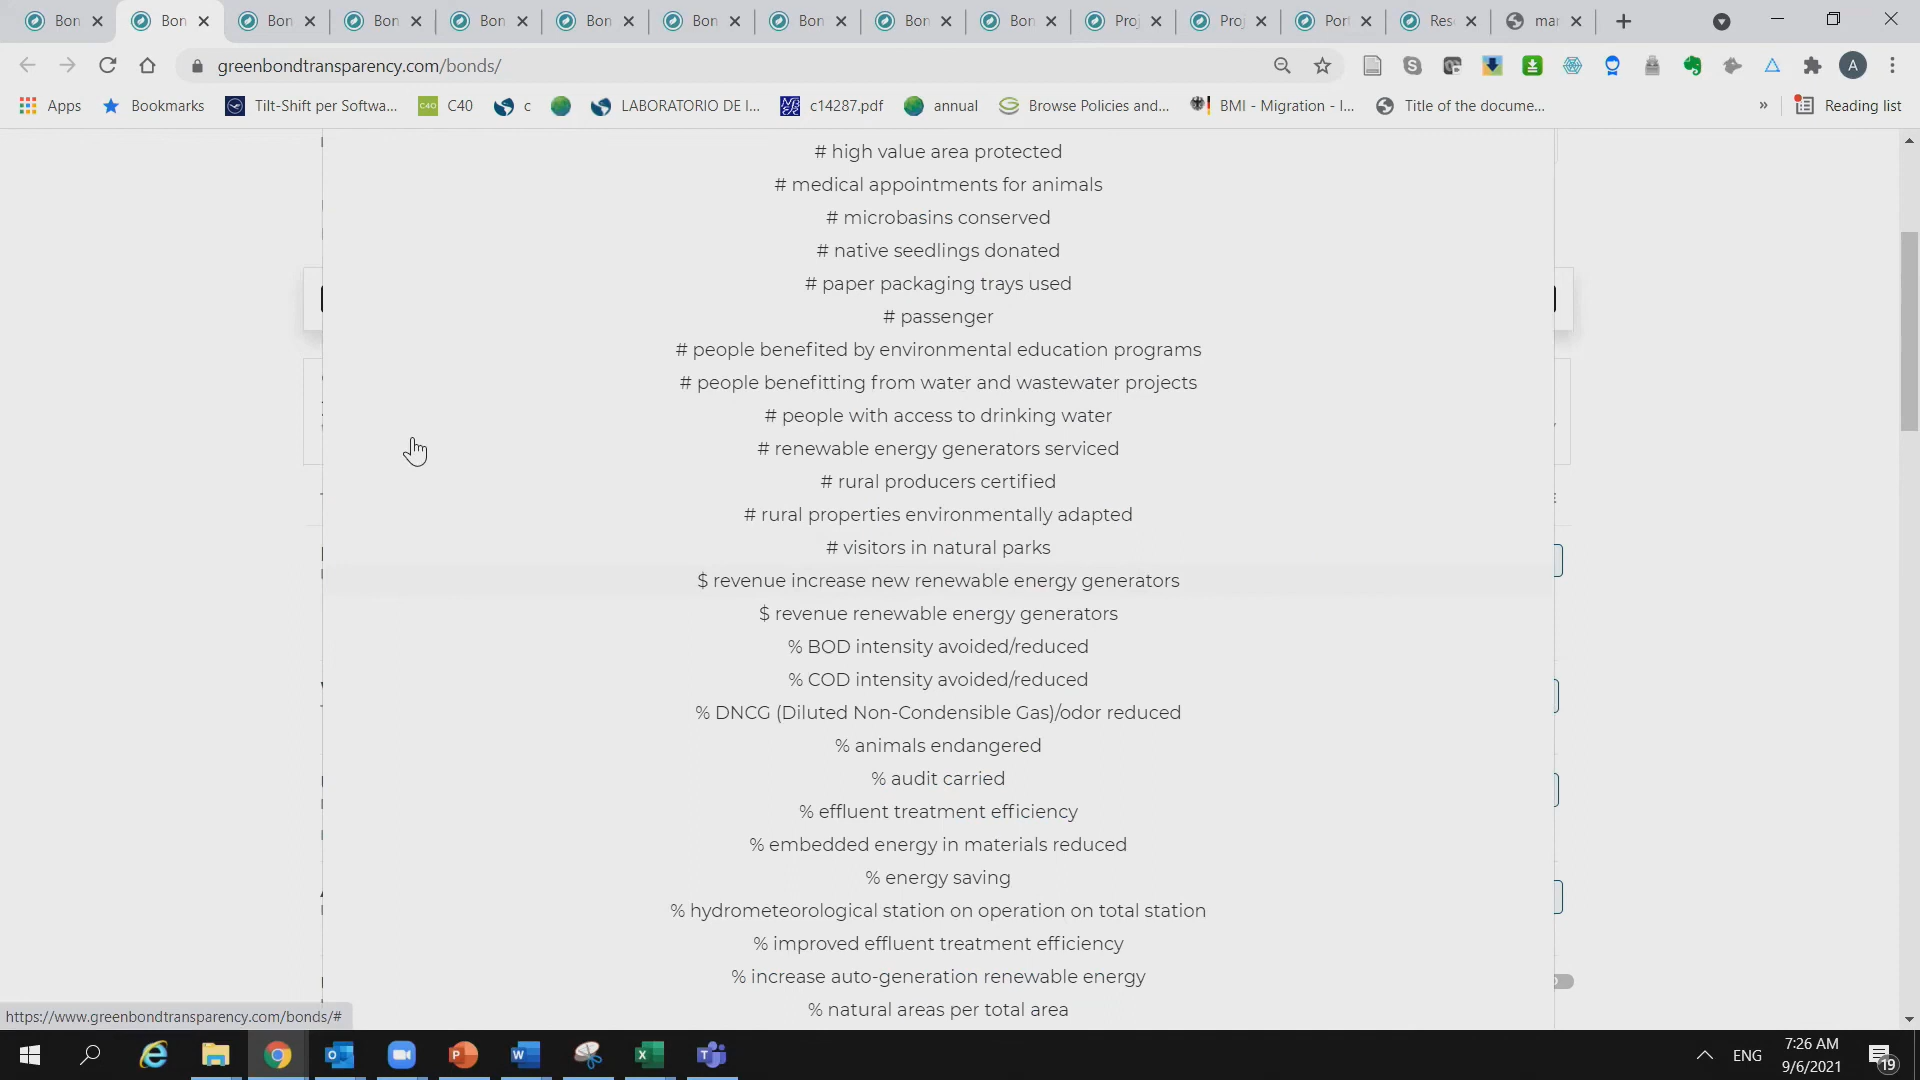 Bon
Bon
Bon
Bon
Bon
Bon
Bon
Bon
Bon
Bon
Proj
Proj
Port
Res
mar
greenbondtransparency.com/bonds/
A
Apps
Bookmarks
Tilt-Shift per Softwa...
C40
c
LABORATORIO DE I...
c14287.pdf
annual
Browse Policies and...
BMI - Migration - I...
Title of the docume...
»
Reading list
# high value area protected
# medical appointments for animals
# microbasins conserved
# native seedlings donated
# paper packaging trays used
# passenger
# people benefited by environmental education programs
# people benefitting from water and wastewater projects
# people with access to drinking water
# renewable energy generators serviced
# rural producers certified
# rural properties environmentally adapted
# visitors in natural parks
$ revenue increase new renewable energy generators
$ revenue renewable energy generators
% BOD intensity avoided/reduced
% COD intensity avoided/reduced
% DNCG (Diluted Non-Condensible Gas)/odor reduced
% animals endangered
% audit carried
% effluent treatment efficiency
% embedded energy in materials reduced
% energy saving
% hydrometeorological station on operation on total station
% improved effluent treatment efficiency
% increase auto-generation renewable energy
% natural areas per total area
https://www.greenbondtransparency.com/bonds/#
ENG
7:26 AM
9/6/2021
19